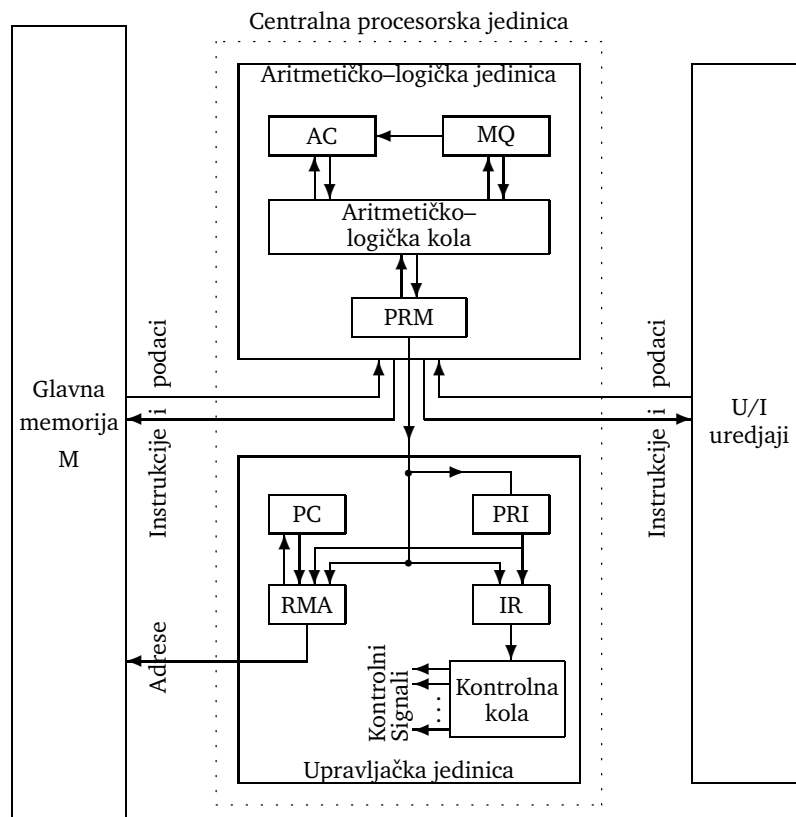 Centralna procesorska jedinica
Aritmetičko–logička jedinica
AC
MQ
Aritmetičko–
logička kola
PRM
Glavna
memorija
M
Instrukcije i podaci
Instrukcije i podaci
U/I
uredjaji
PC
PRI
RMA
IR
Adrese
Kontrolni
Signali
....
Kontrolna
kola
Upravljačka jedinica